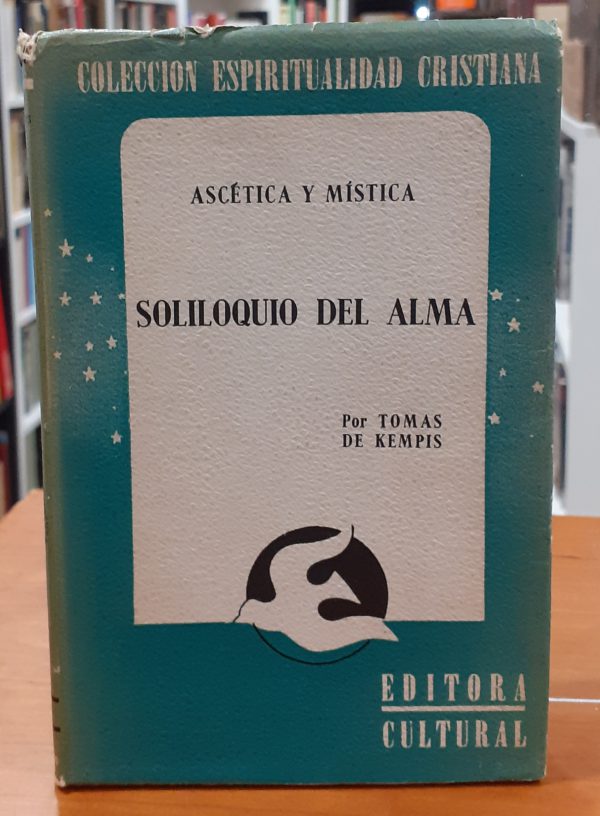 COLECCION ESPIRITUALIDAD CRISTIANA
ASCÉTICA Y MÍSTICA
SOLILOQUIO DEL ALMA
Por TOMAS
DE KEMPIS
EDITORA
CULTURAL